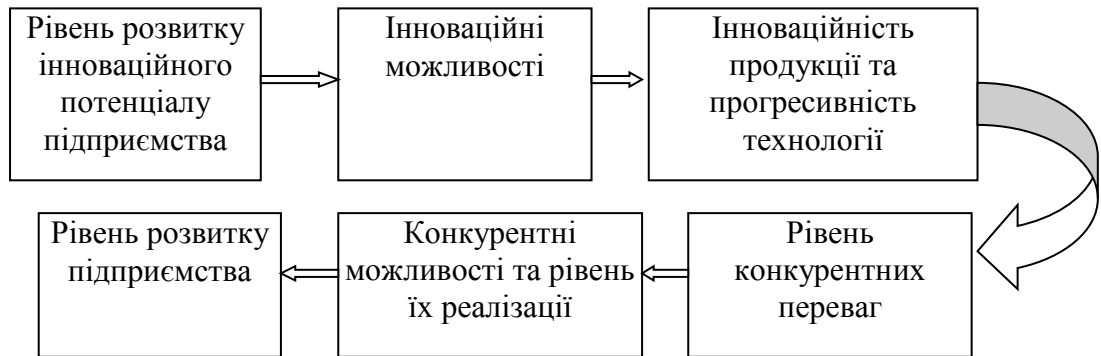 Рівень розвитку
інноваційного
потенціалу
підприємства
Інноваційні
можливості
Інноваційність
продукції та
прогресивність
технології
Рівень розвитку
підприємства
Конкурентні
можливості та рівень
їх реалізації
Рівень
конкурентних
переваг